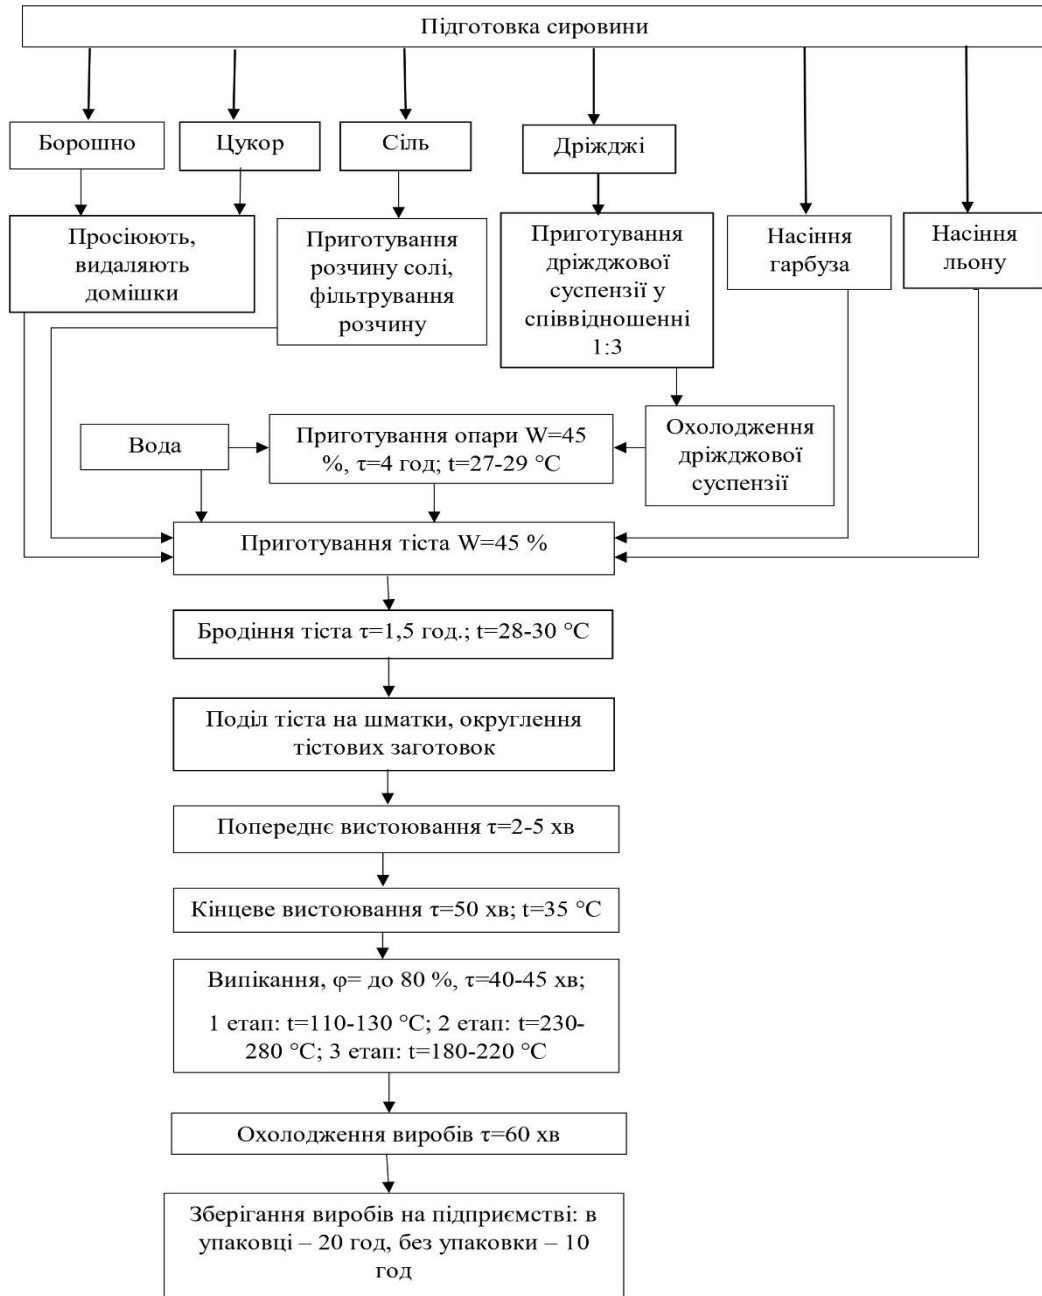 Підготовка сировини
Борошно
Цукор
Сіль
Дріжджі
Просіюють,
видаляють
домішки
Приготування
розчину солі,
фільтрування
розчину
Приготування
дріжджової
суспензії у
співвідношенні
1:3
Насіння
гарбуза
Насіння
льону
Вода
Приготування опари W=45
%, τ=4 год; t=27-29 °C
Охолодження
дріжджової
суспензії
Приготування тіста W=45 %
Бродіння тіста τ=1,5 год.; t=28-30 °C
Поділ тіста на шматки, округлення
тістових заготовок
Попереднє вистоювання τ=2-5 хв
Кінцеве вистоювання τ=50 хв; t=35 °C
Випікання, φ= до 80 %, τ=40-45 хв;
1 етап: t=110-130 °C; 2 етап: t=230-
280 °C; 3 етап: t=180-220 °C
Охолодження виробів τ=60 хв
Зберігання виробів на підприємстві: в
упаковці – 20 год, без упаковки – 10
год